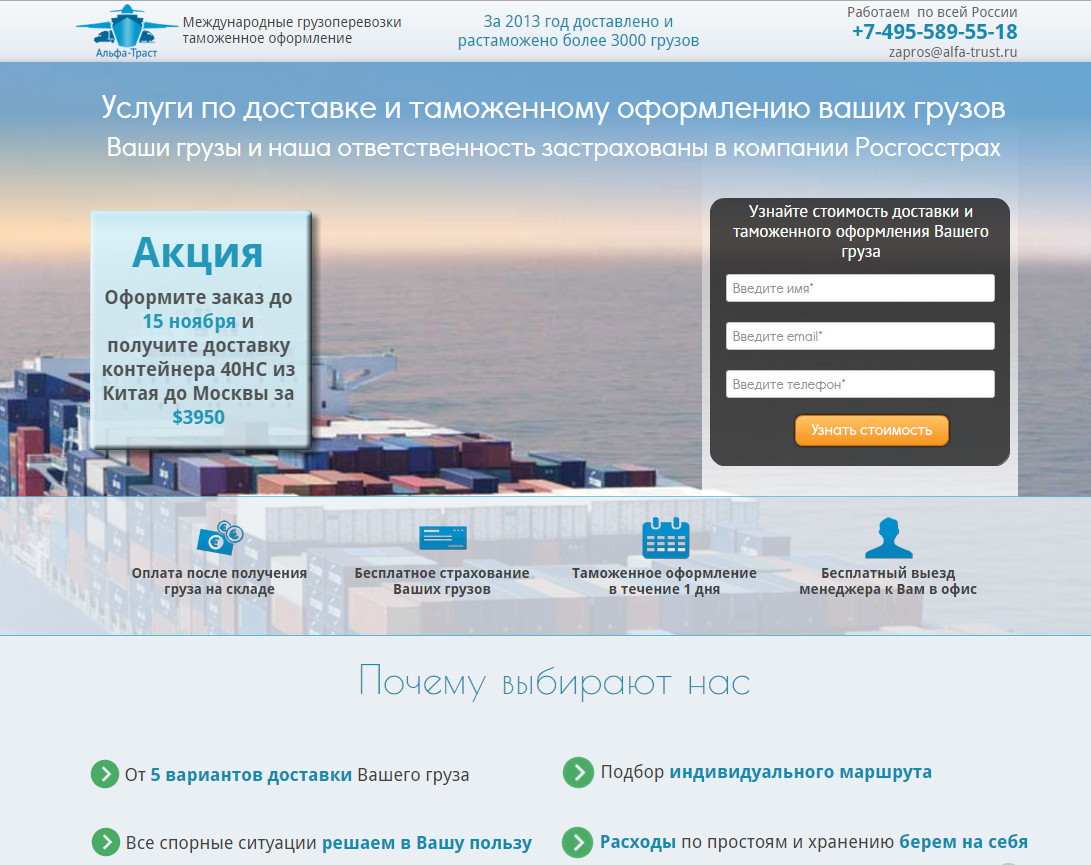 Альфа-Траст
Международные грузоперевозки
таможенное оформление
За 2013 год доставлено и
растаможено более 3000 грузов
Работаем по всей России
+7-495-589-55-18
zapros@alfa-trust.ru
Услуги по доставке и таможенному оформлению ваших грузов
Ваши грузы и наша ответственность застрахованы в компании Росгосстрах
Акция
Оформите заказ до
15 ноября и
получите доставку
контейнера 40HC из
Китая до Москвы за
$3950
Узнайте стоимость доставки и
таможенного оформления Вашего
груза
Введите имя*
Введите email*
Введите телефон*
Узнать стоимость
Оплата после получения
груза на складе
Бесплатное страхование
Ваших грузов
Таможенное оформление
в течение 1 дня
Бесплатный выезд
менеджера к Вам в офис
Почему выбирают нас
От 5 вариантов доставки Вашего груза
Подбор индивидуального маршрута
Все спорные ситуации решаем в Вашу пользу
Расходы по простоям и хранению берем на себя